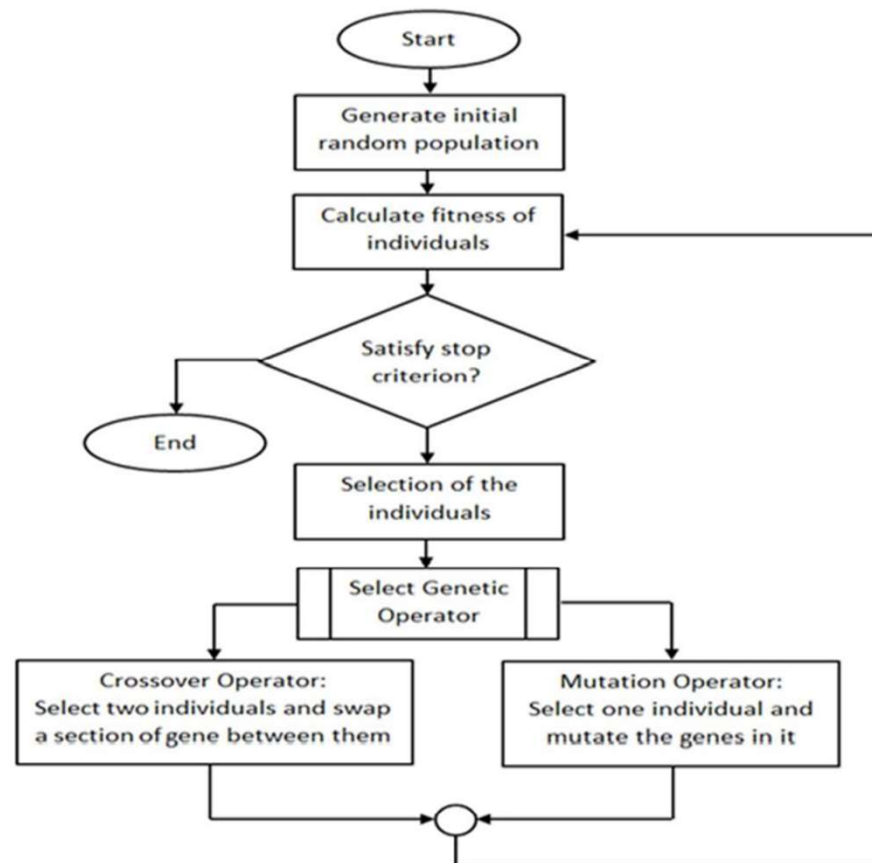 Start
Generate initial
random population
Calculate fitness of
individuals
Satisfy stop
criterion?
End
Selection of the
individuals
Select Genetic
Operator
Crossover Operator:
Select two individuals and swap
a section of gene between them
Mutation Operator:
Select one individual and
mutate the genes in it